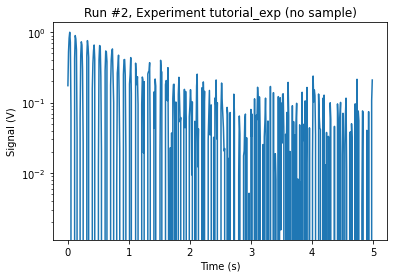 Run #2, Experiment tutorial_exp (no sample)
10⁰
10⁻¹
10⁻²
Signal (V)
0 1 2 3 4 5
Time (s)